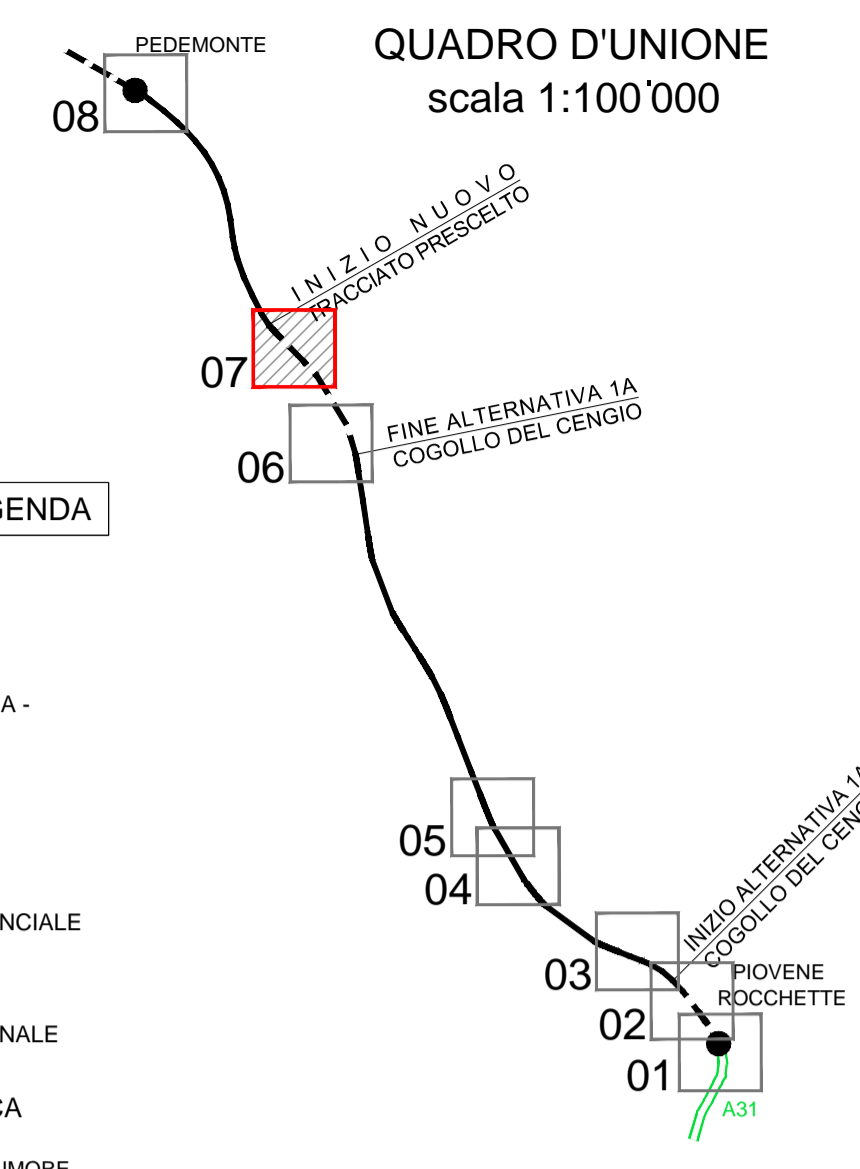 PEDEMONTE
QUADRO D'UNIONE
scala 1:100'000
08
INIZIO NUOVO
TRACCIATO PRESCELTO
07
FINE ALTERNATIVA 1A
COGOLLO DEL CENGIO
06
GENDA
A -
05
04
NCIALE
INIZIO ALTERNATIVA 1A
COGOLLO DEL CENG
03
PIOVENE
ROCCHETTE
02
NALE
01
CA
A31
UMORE